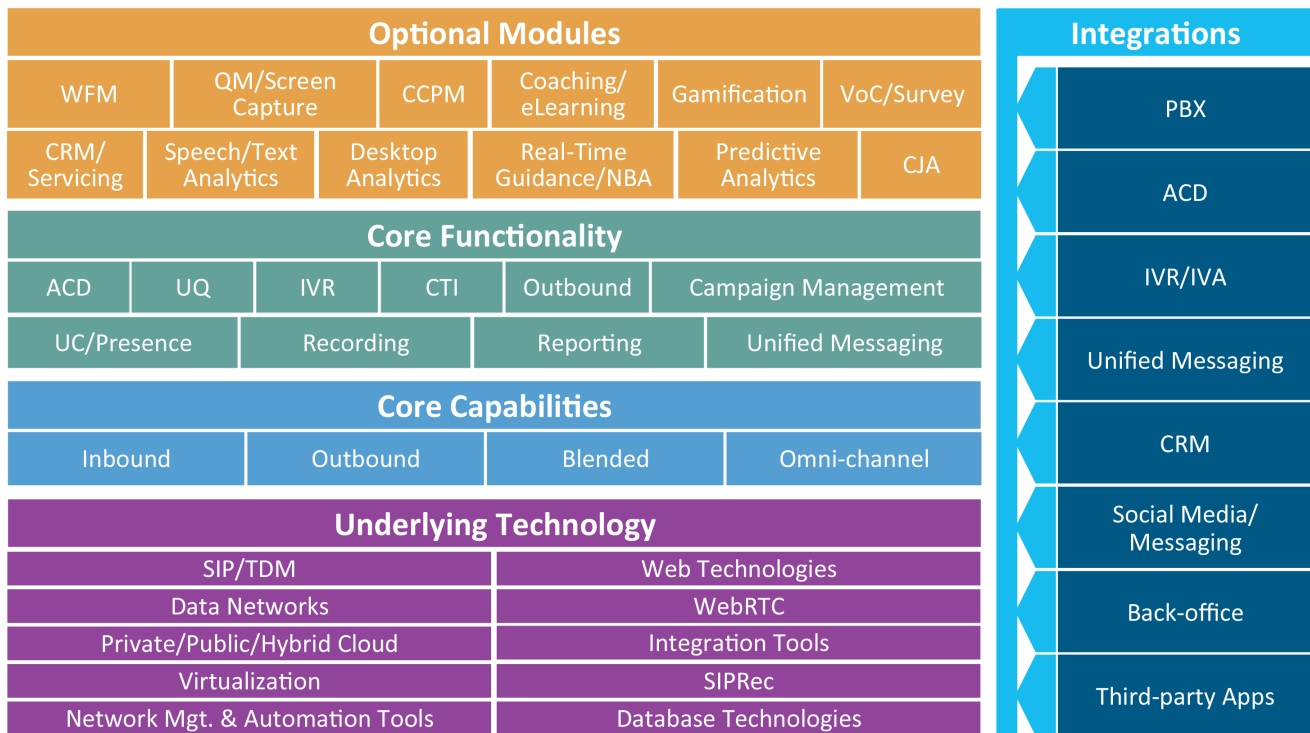 Optional Modules
WFM
QM/Screen
Capture
CCPM
Coaching/
eLearning
Gamification
VoC/Survey
CRM/
Servicing
Speech/Text
Analytics
Desktop
Analytics
Real-Time
Guidance/NBA
Predictive
Analytics
CJA
Core Functionality
ACD
UQ
IVR
CTI
Outbound
Campaign Management
UC/Presence
Recording
Reporting
Unified Messaging
Core Capabilities
Inbound
Outbound
Blended
Omni-channel
Underlying Technology
SIP/TDM
Web Technologies
Data Networks
WebRTC
Private/Public/Hybrid Cloud
Integration Tools
Virtualization
SIPRec
Network Mgt. & Automation Tools
Database Technologies
Integrations
PBX
ACD
IVR/IVA
Unified Messaging
CRM
Social Media/
Messaging
Back-office
Third-party Apps